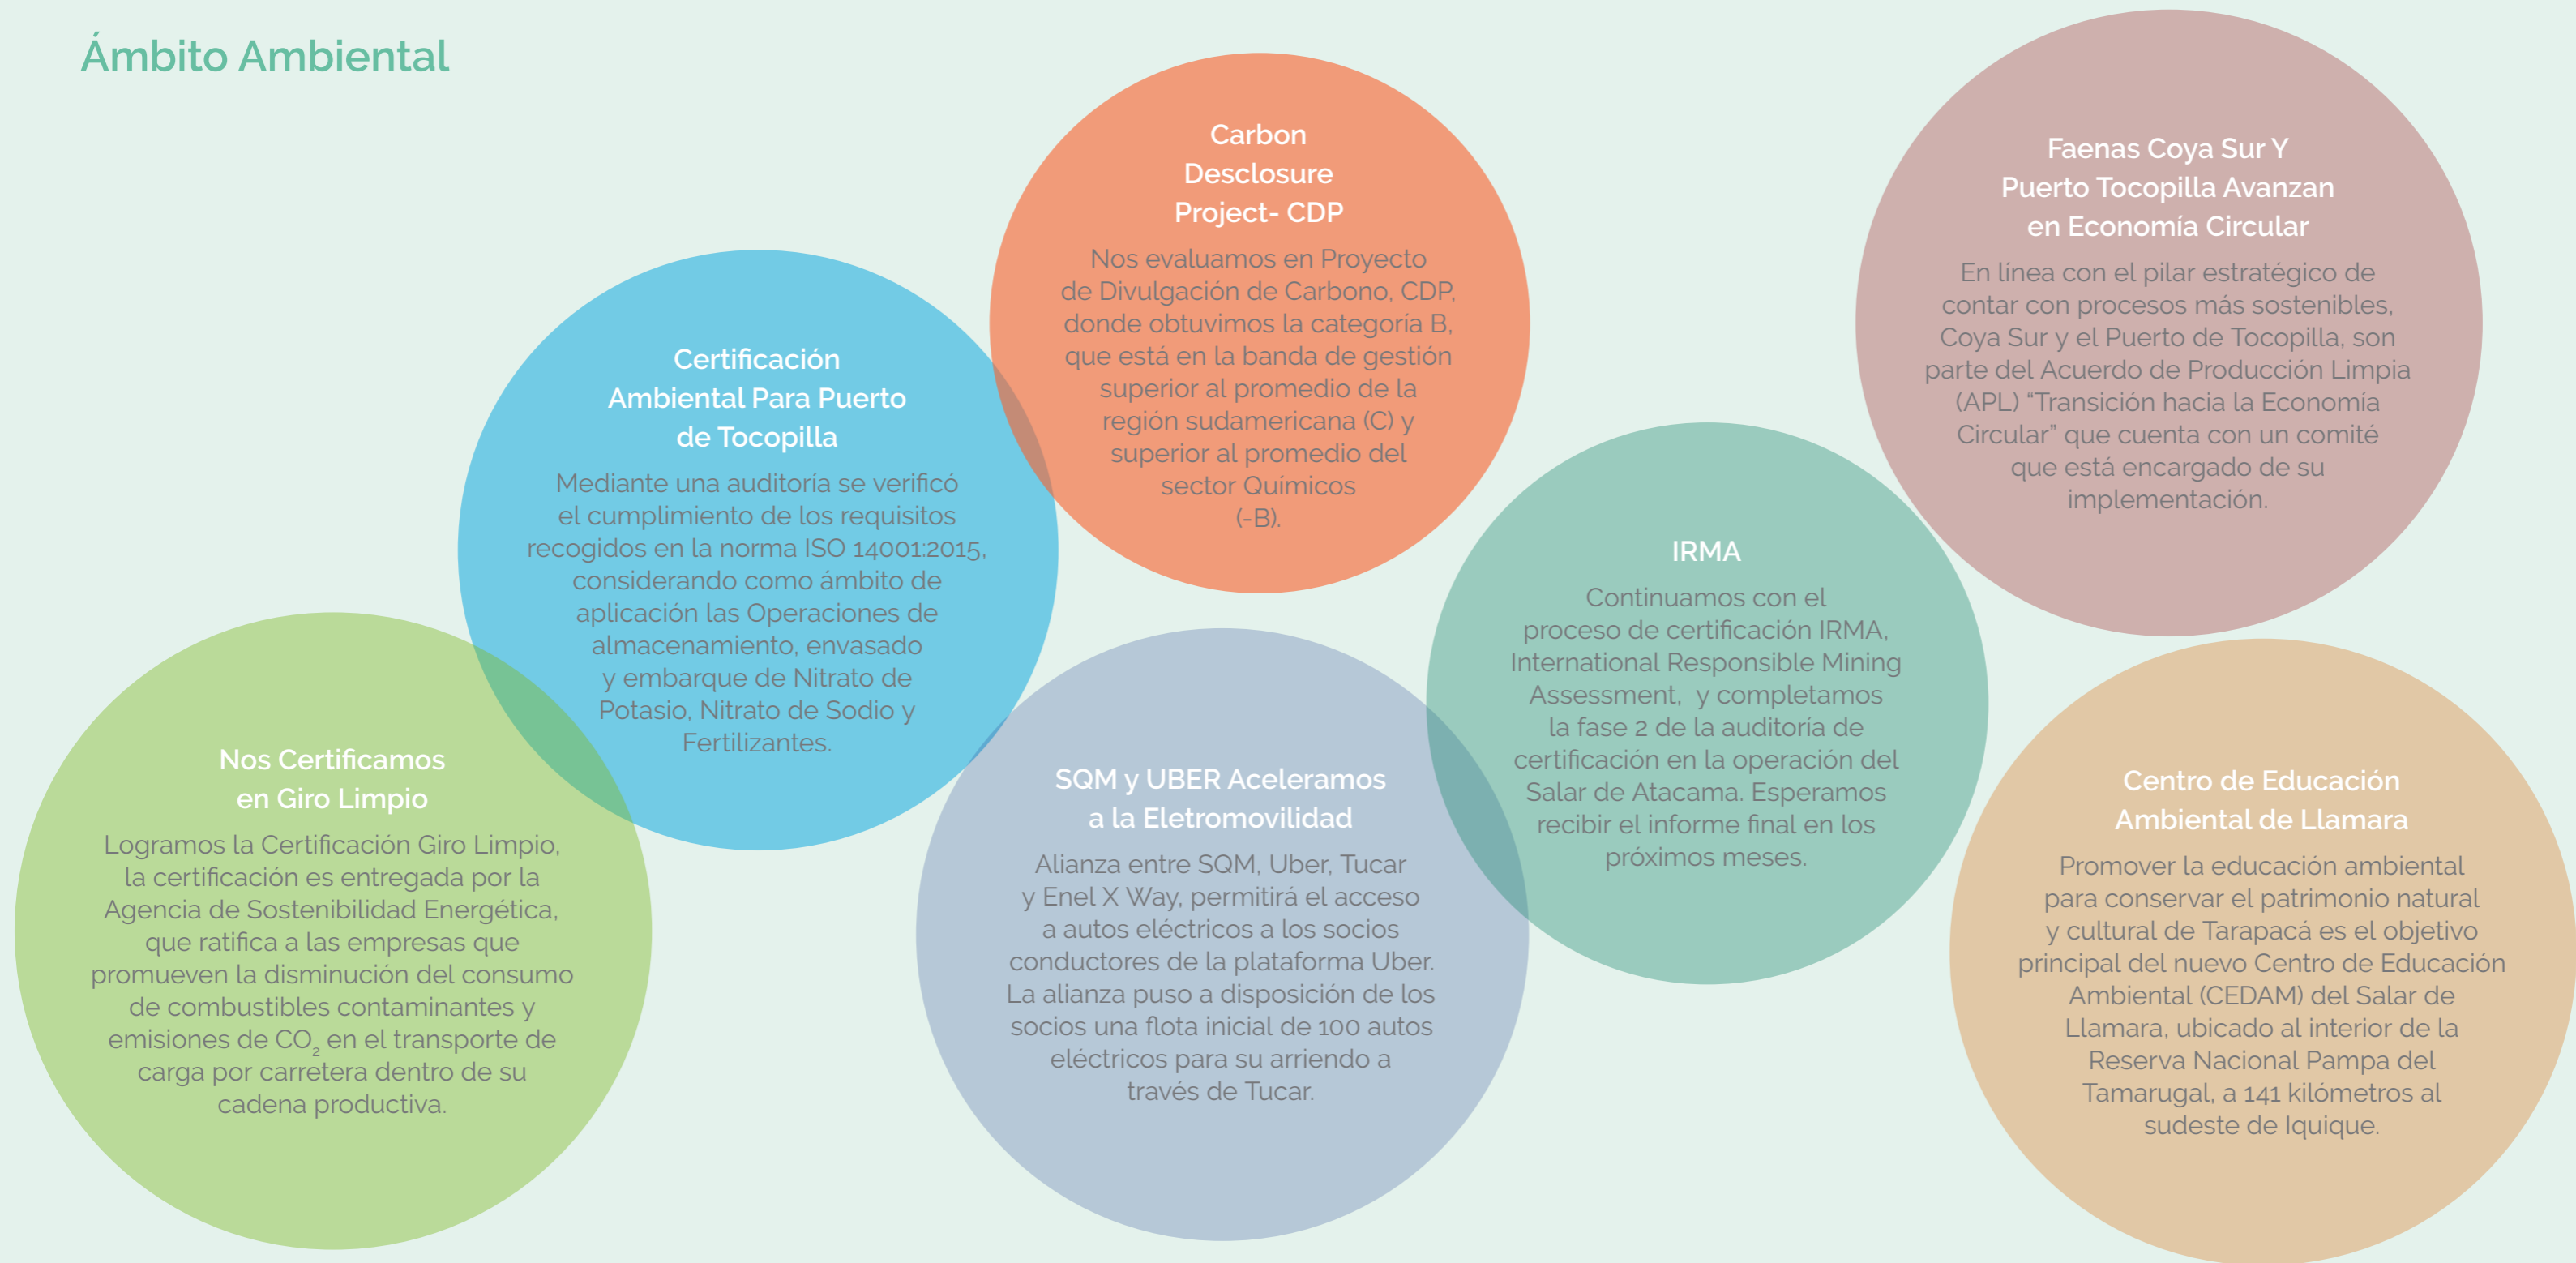 Ámbito Ambiental
Nos Certificamos
en Giro Limpio
Logramos la Certificación Giro Limpio,
la certificación es entregada por la
Agencia de Sostenibilidad Energética,
que ratifica a las empresas que
promueven la disminución del consumo
de combustibles contaminantes y
emisiones de CO₂ en el transporte de
carga por carretera dentro de su
cadena productiva.
Certificación
Ambiental Para Puerto
de Tocopilla
Mediante una auditoría se verificó
el cumplimiento de los requisitos
recogidos en la norma ISO 14001:2015,
considerando como ámbito de
aplicación las Operaciones de
almacenamiento, envasado
y embarque de Nitrato de
Potasio, Nitrato de Sodio y
Fertilizantes.
Carbon
Desclosure
Project- CDP
Nos evaluamos en Proyecto
de Divulgación de Carbono, CDP,
donde obtuvimos la categoría B,
que está en la banda de gestión
superior al promedio de la
región sudamericana (C) y
superior al promedio del
sector Químicos
(-B).
SQM y UBER Aceleramos
a la Eletromovilidad
Alianza entre SQM, Uber, Tucar
y Enel X Way, permitirá el acceso
a autos eléctricos a los socios
conductores de la plataforma Uber.
La alianza puso a disposición de los
socios una flota inicial de 100 autos
eléctricos para su arriendo a
través de Tucar.
IRMA
Continuamos con el
proceso de certificación IRMA,
International Responsible Mining
Assessment, y completamos
la fase 2 de la auditoría de
certificación en la operación del
Salar de Atacama. Esperamos
recibir el informe final en los
próximos meses.
Faenas Coya Sur Y
Puerto Tocopilla Avanzan
en Economía Circular
En línea con el pilar estratégico de
contar con procesos más sostenibles,
Coya Sur y el Puerto de Tocopilla, son
parte del Acuerdo de Producción Limpia
(APL) “Transición hacia la Economía
Circular” que cuenta con un comité
que está encargado de su
implementación.
Centro de Educación
Ambiental de Llamara
Promover la educación ambiental
para conservar el patrimonio natural
y cultural de Tarapacá es el objetivo
principal del nuevo Centro de Educación
Ambiental (CEDAM) del Salar de
Llamara, ubicado al interior de la
Reserva Nacional Pampa del
Tamarugal, a 141 kilómetros al
sudeste de Iquique.